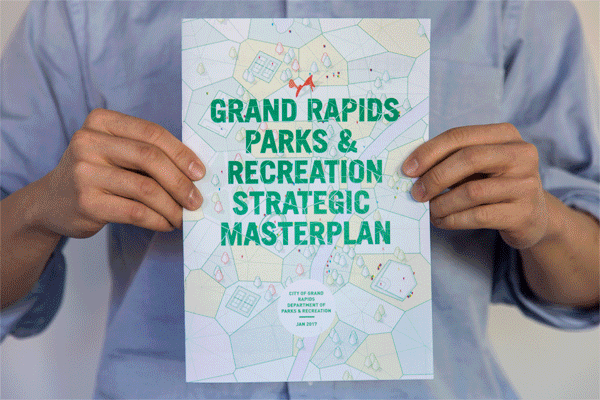 GRAND RAPIDS
PARKS &
RECREATION
STRATEGIC
MASTERPLAN
CITY OF GRAND
RAPIDS
DEPARTMENT OF
PARKS & RECREATION
JAN 2017